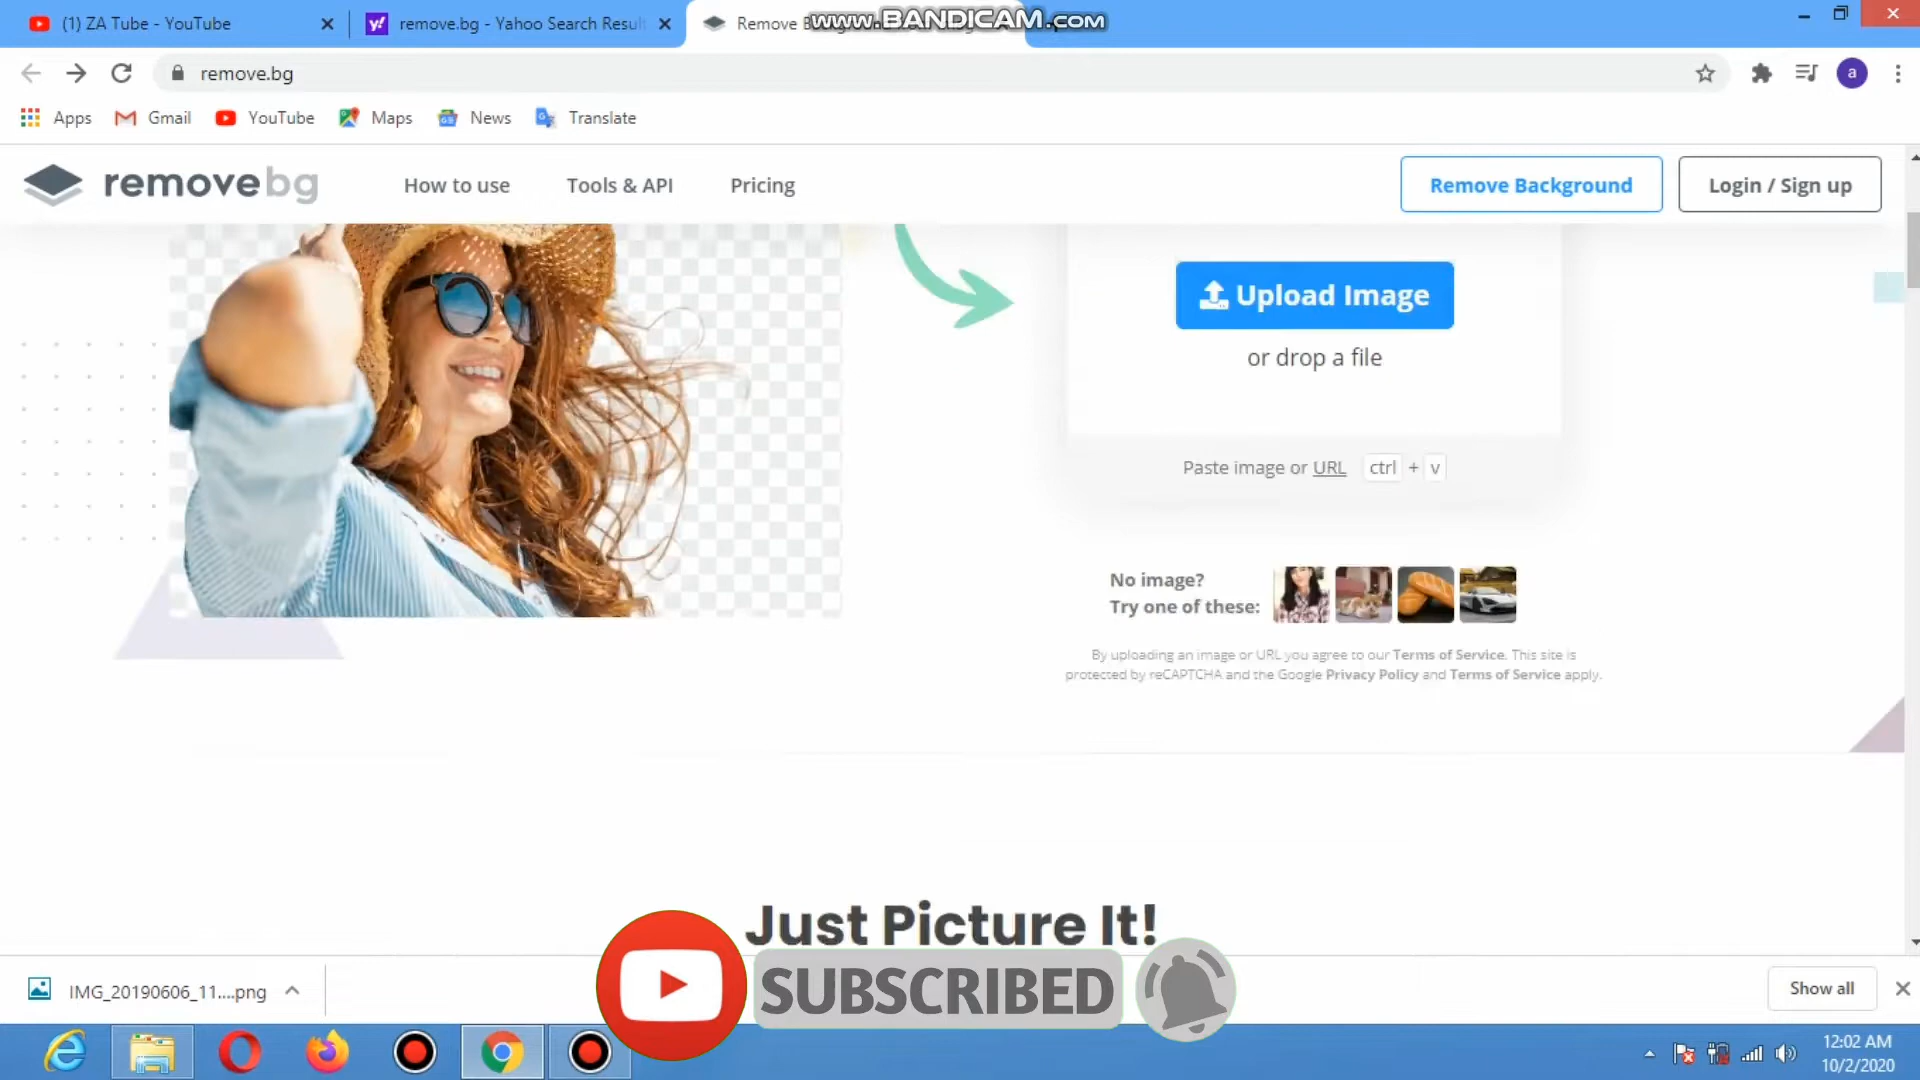 (1) ZA Tube - YouTube
remove.bg - Yahoo Search Resul
Remove B
www.BANDICAM.com
remove.bg
a
Apps
Gmail
YouTube
Maps
News
Translate
removebg
How to use
Tools & API
Pricing
Remove Background
Login / Sign up
Upload Image
or drop a file
Paste image or URL ctrl + v
No image?
Try one of these:
By uploading an image or URL you agree to our Terms of Service. This site is
protected by reCAPTCHA and the Google Privacy Policy and Terms of Service apply.
Just Picture It!
SUBSCRIBED
IMG_20190606_11....png
Show all
12:02 AM
10/2/2020